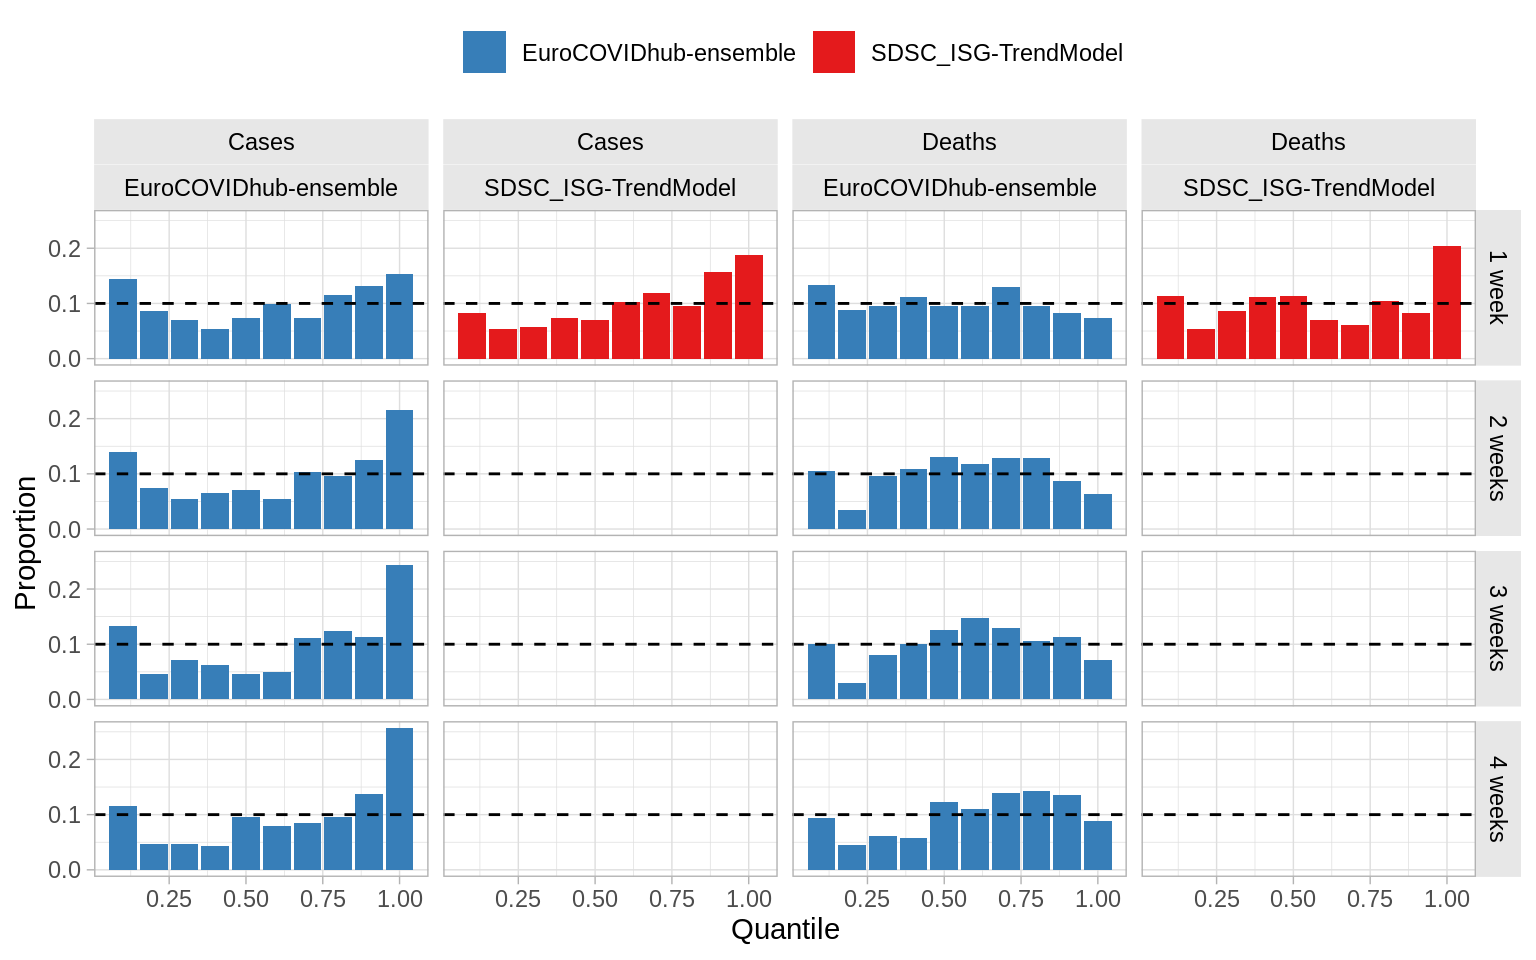 EuroCOVIDhub-ensemble SDSC_ISG-TrendModel
Cases Cases Deaths Deaths
EuroCOVIDhub-ensemble SDSC_ISG-TrendModel EuroCOVIDhub-ensemble SDSC_ISG-TrendModel
0.2
0.1
0.0
1 week
0.2
0.1
0.0
2 weeks
Proportion
0.2
0.1
0.0
3 weeks
0.2
0.1
0.0
4 weeks
0.25 0.50 0.75 1.00 0.25 0.50 0.75 1.00 0.25 0.50 0.75 1.00 0.25 0.50 0.75 1.00
Quantile